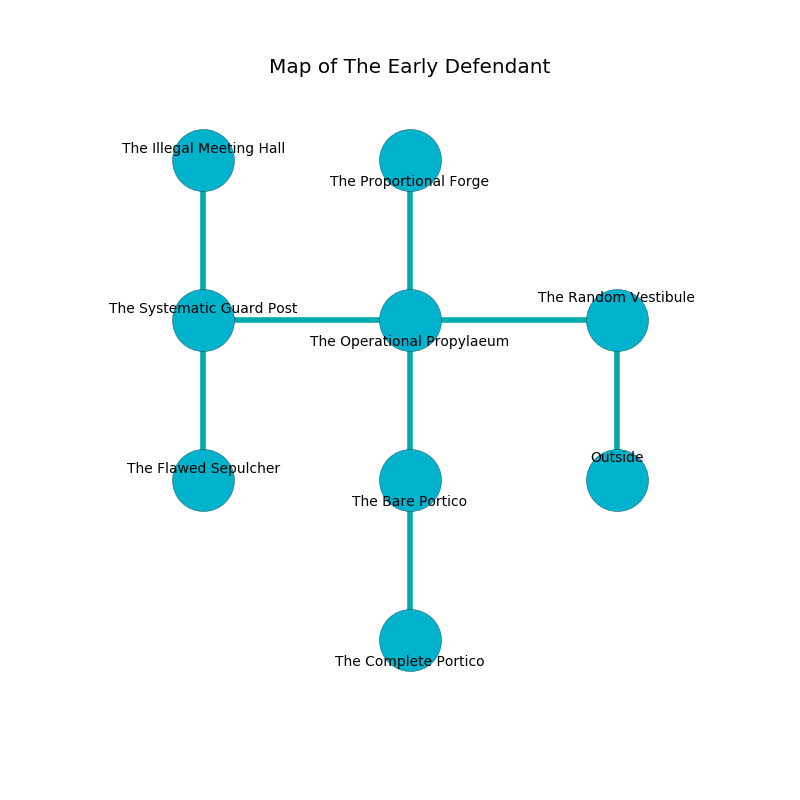 Map of The Early Defendant
The Illegal Meeting Hall
The Proportional Forge
The Random Vestibule
The Systematic Guard Post
The Operational Propylaeum
Outside
The Flawed Sepulcher
The Bare Portico
The Complete Portico